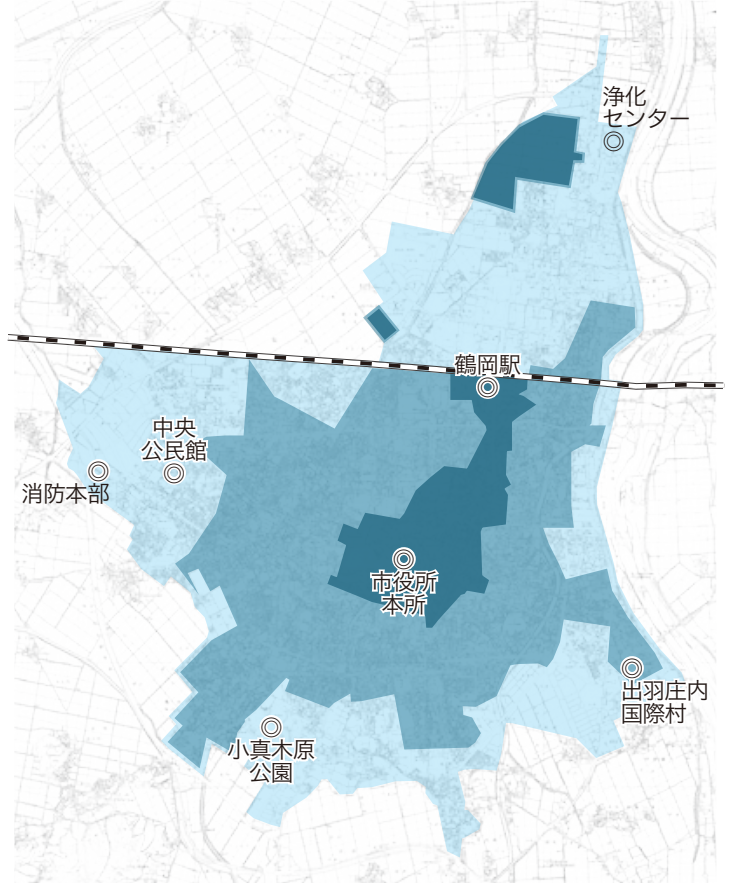 浄化
センター
鶴岡駅
中央
公民館
消防本部
市役所
本所
出羽庄内
国際村
小真木原
公園